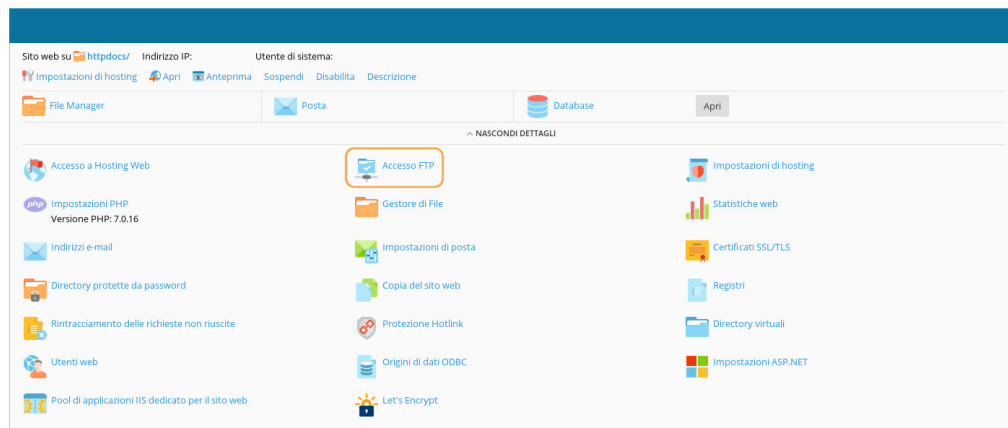 Sito web su httpdocs/ Indirizzo IP: Utente di sistema:
Impostazioni di hosting Apri Anteprima Sospendi Disabilita Descrizione
File Manager Posta Database Apri
NASCONDI DETTAGLI
Accesso a Hosting Web Accesso FTP Impostazioni di hosting
php Impostazioni PHP Gestore di File Statistiche web
Versione PHP: 7.0.16
Indirizzi e-mail Impostazioni di posta Certificati SSL/TLS
Directory protette da password Copia del sito web Registri
Rintracciamento delle richieste non riuscite Protezione Hotlink Directory virtuali
Utenti web Origini di dati ODBC Impostazioni ASP.NET
Pool di applicazioni IIS dedicato per il sito web Let's Encrypt